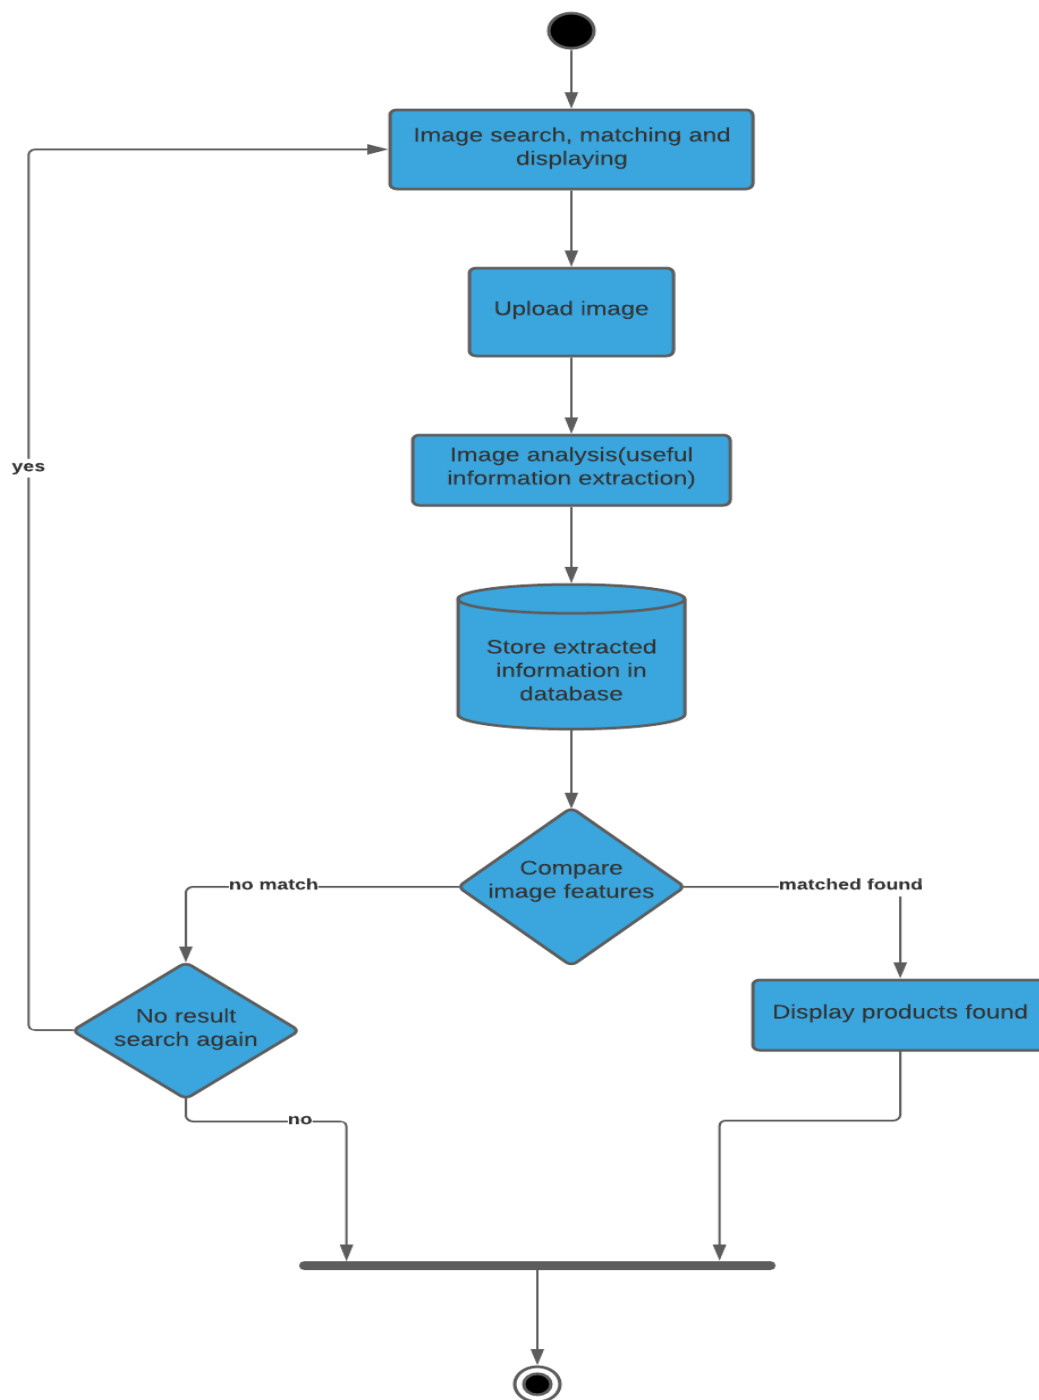 Image search, matching and
displaying
Upload image
Image analysis(useful
information extraction)
yes
Store extracted
information in
database
Compare
image features
no match
matched found
No result
search again
Display products found
no